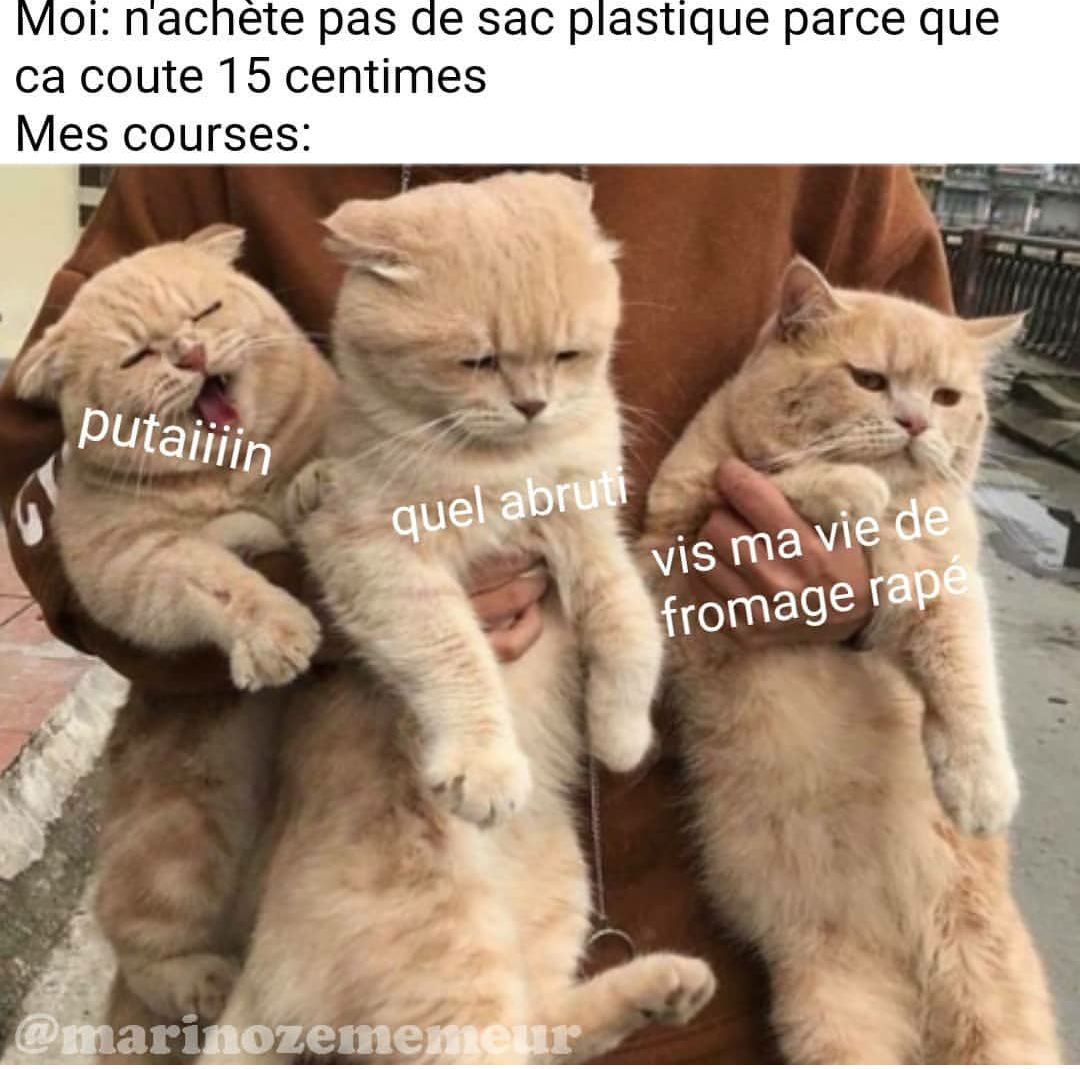 Moi: n'achète pas de sac plastique parce que
ca coute 15 centimes
Mes courses:
putaiiiin
quel abruti
vis ma vie de
fromage rapé
@marinozememeur